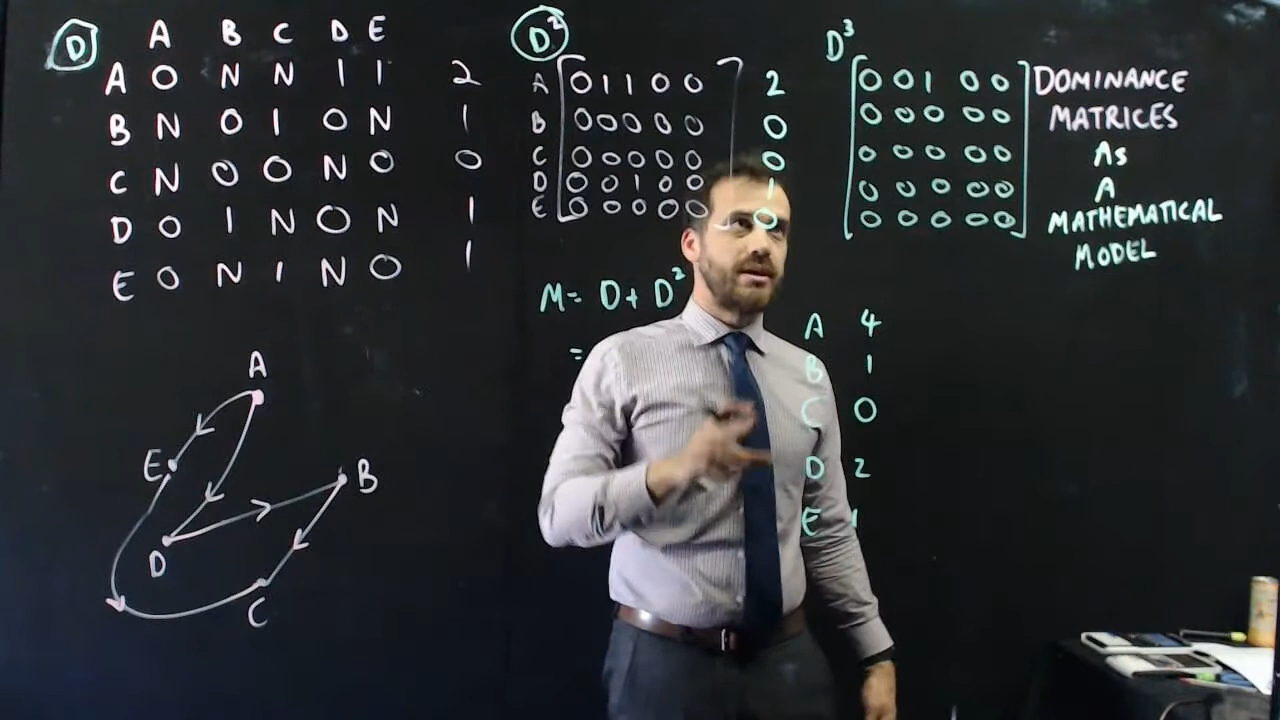 D A B C D E
A O N N 1 1 2
B N O 1 O N 1
C N O O N O O
D O 1 N O N 1
E O N 1 N O 1
D²
A 0 1 1 0 0 2
B 0 0 0 0 0 0
C 0 0 0 0 0 0
D 0 0 1 0 0 1
E 0 0 0 0 0 0
D³
0 0 1 0 0
0 0 0 0 0
0 0 0 0 0
0 0 0 0 0
0 0 0 0 0
DOMINANCE
MATRICES
As
A
MATHEMATICAL
MODEL
M = D + D²
=
A 4
B 1
C 0
D 2
E 1
A
E
B
D
C